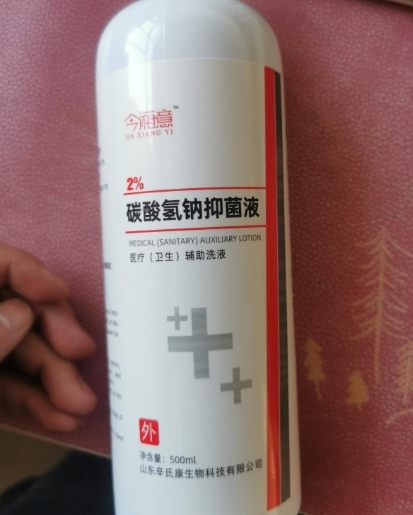 今湘意™
JIN XIANG YI
2%
碳酸氢钠抑菌液
MEDICAL (SANITARY) AUXILIARY LOTION
医疗（卫生）辅助洗液
外
净含量：500ml
山东辛氏康生物科技有限公司